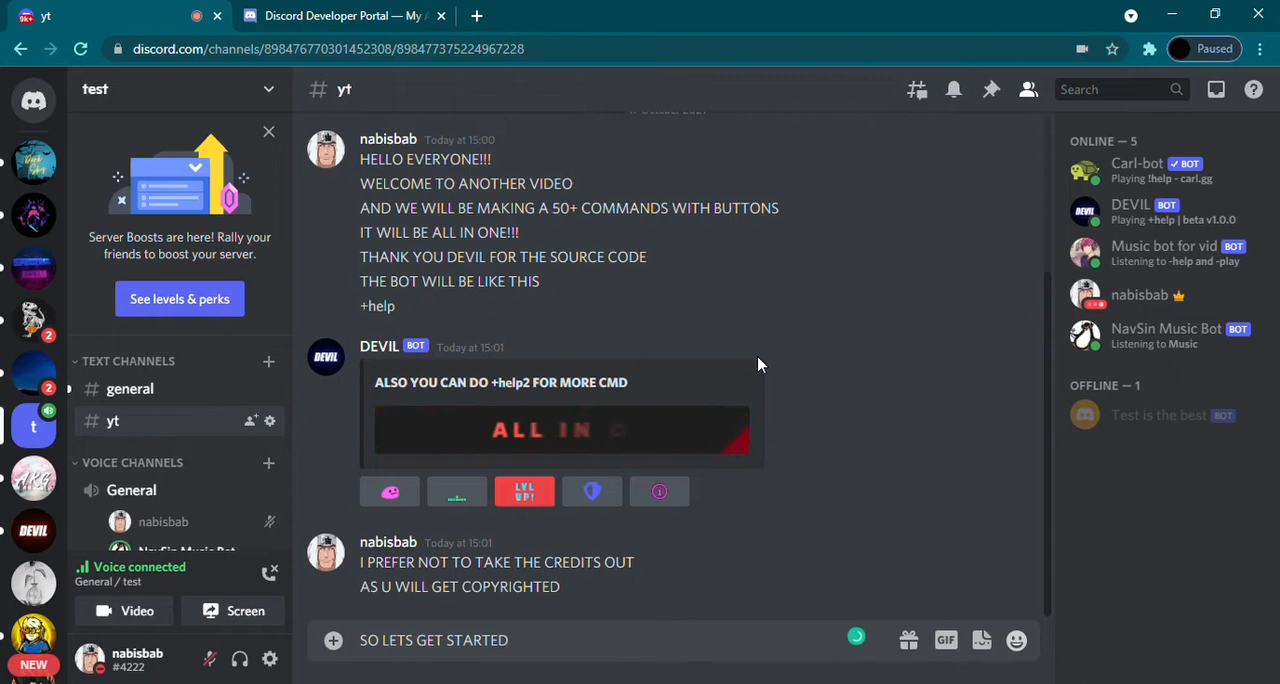 9k+ yt
Discord Developer Portal — My
discord.com/channels/898476770301452308/898477375224967228
Paused
test
# yt
Search
Server Boosts are here! Rally your
friends to boost your server.
See levels & perks
TEXT CHANNELS
general
yt
VOICE CHANNELS
General
nabisbab
Voice connected
General / test
Video
Screen
nabisbab
#4222
2
2
t
AKG
DEVIL
NEW
nabisbab Today at 15:00
HELLO EVERYONE!!!
WELCOME TO ANOTHER VIDEO
AND WE WILL BE MAKING A 50+ COMMANDS WITH BUTTONS
IT WILL BE ALL IN ONE!!!
THANK YOU DEVIL FOR THE SOURCE CODE
THE BOT WILL BE LIKE THIS
+help
DEVIL
DEVIL BOT Today at 15:01
ALSO YOU CAN DO +help2 FOR MORE CMD
ALL IN
LVL
UP!
nabisbab Today at 15:01
I PREFER NOT TO TAKE THE CREDITS OUT
AS U WILL GET COPYRIGHTED
SO LETS GET STARTED
GIF
ONLINE — 5
Carl-bot ✓ BOT
Playing !help - carl.gg
DEVIL
DEVIL BOT
Playing +help | beta v1.0.0
Music bot for vid BOT
Listening to -help and -play
nabisbab
NavSin Music Bot BOT
Listening to Music
OFFLINE — 1
Test is the best BOT